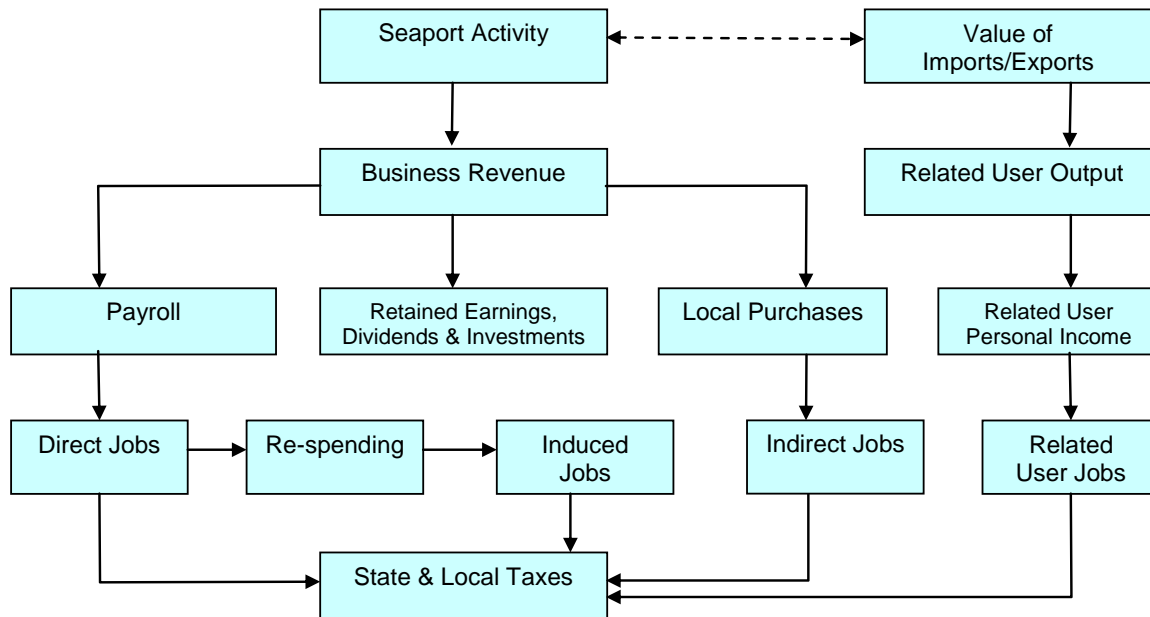 Seaport Activity
Value of
Imports/Exports
Business Revenue
Related User Output
Payroll
Retained Earnings,
Dividends & Investments
Local Purchases
Related User
Personal Income
Direct Jobs
Re-spending
Induced
Jobs
Indirect Jobs
Related
User Jobs
State & Local Taxes